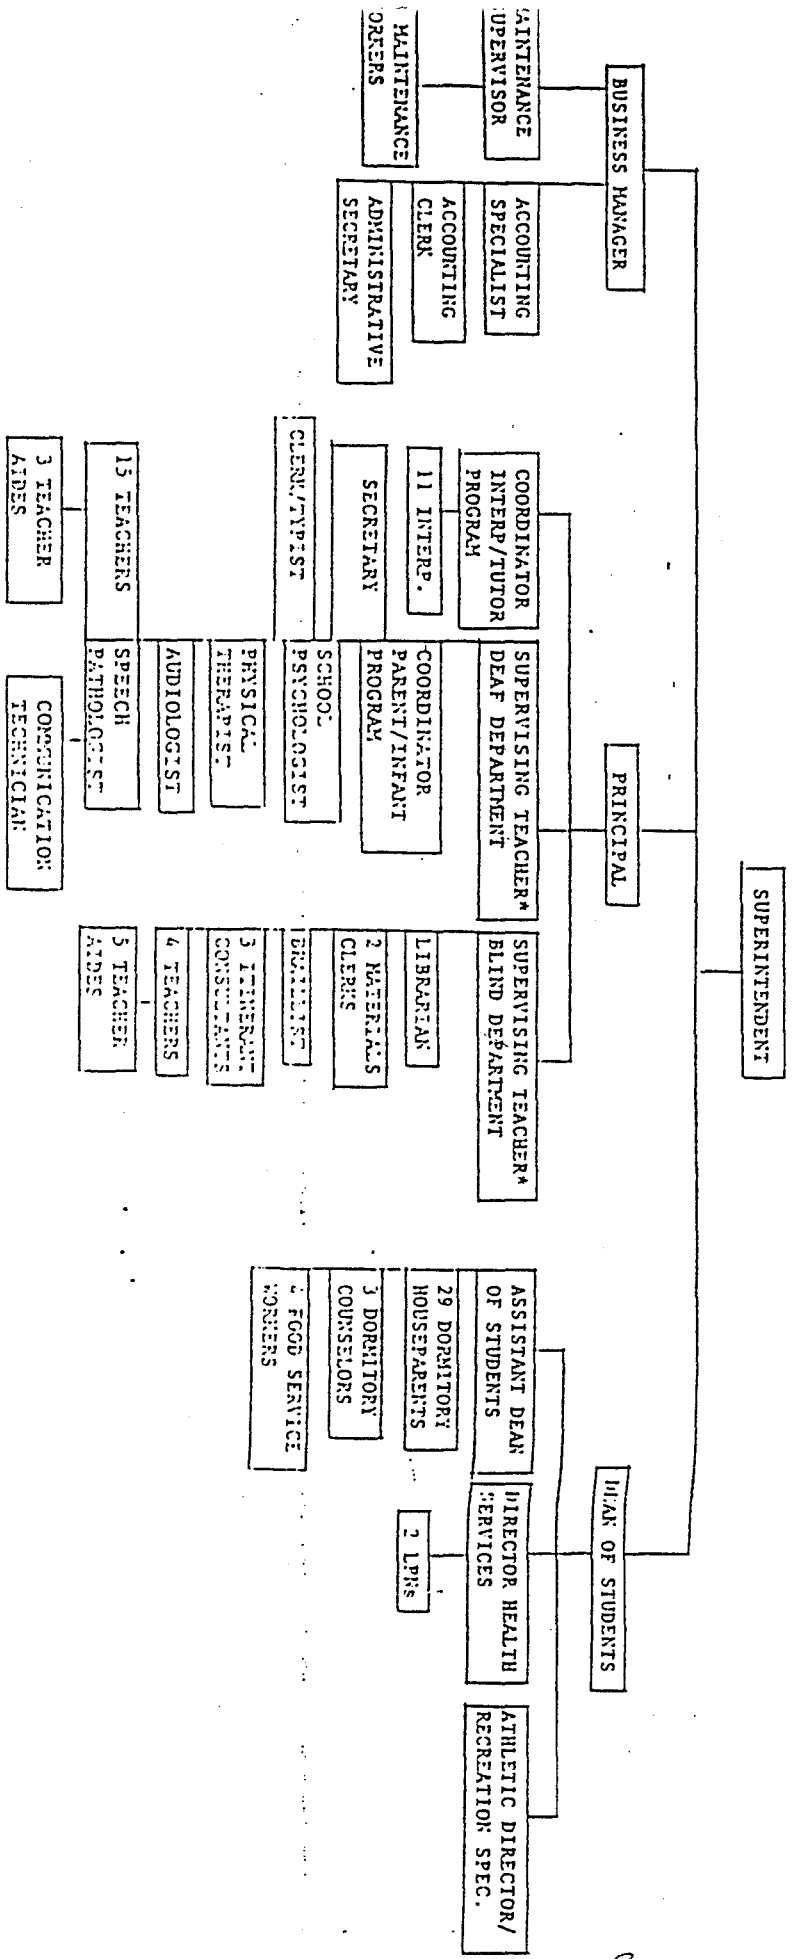 SUPERINTENDENT
BUSINESS MANAGER
PRINCIPAL
DEAN OF STUDENTS
MAINTENANCE
SUPERVISOR
MAINTENANCE
WORKERS
ACCOUNTING
SPECIALIST
ACCOUNTING
CLERK
ADMINISTRATIVE
SECRETARY
COORDINATOR
INTERP/TUTOR
PROGRAM
11 INTERP.
SUPERVISING TEACHER*
DEAF DEPARTMENT
COORDINATOR
PARENT/INFANT
PROGRAM
SECRETARY
SCHOOL
PSYCHOLOGIST
CLERK/TYPIST
PHYSICAL
THERAPIST
AUDIOLOGIST
SPEECH
PATHOLOGIST
15 TEACHERS
3 TEACHER
AIDES
COMMUNICATION
TECHNICIAN
SUPERVISING TEACHER*
BLIND DEPARTMENT
LIBRARIAN
2 MATERIALS
CLERKS
BRAILLIST
3 ITINERANT
CONSULTANTS
4 TEACHERS
5 TEACHER
AIDES
ASSISTANT DEAN
OF STUDENTS
29 DORMITORY
HOUSEPARENTS
3 DORMITORY
COUNSELORS
4 FOOD SERVICE
WORKERS
DIRECTOR HEALTH
SERVICES
2 LPNs
ATHLETIC DIRECTOR/
RECREATION SPEC.